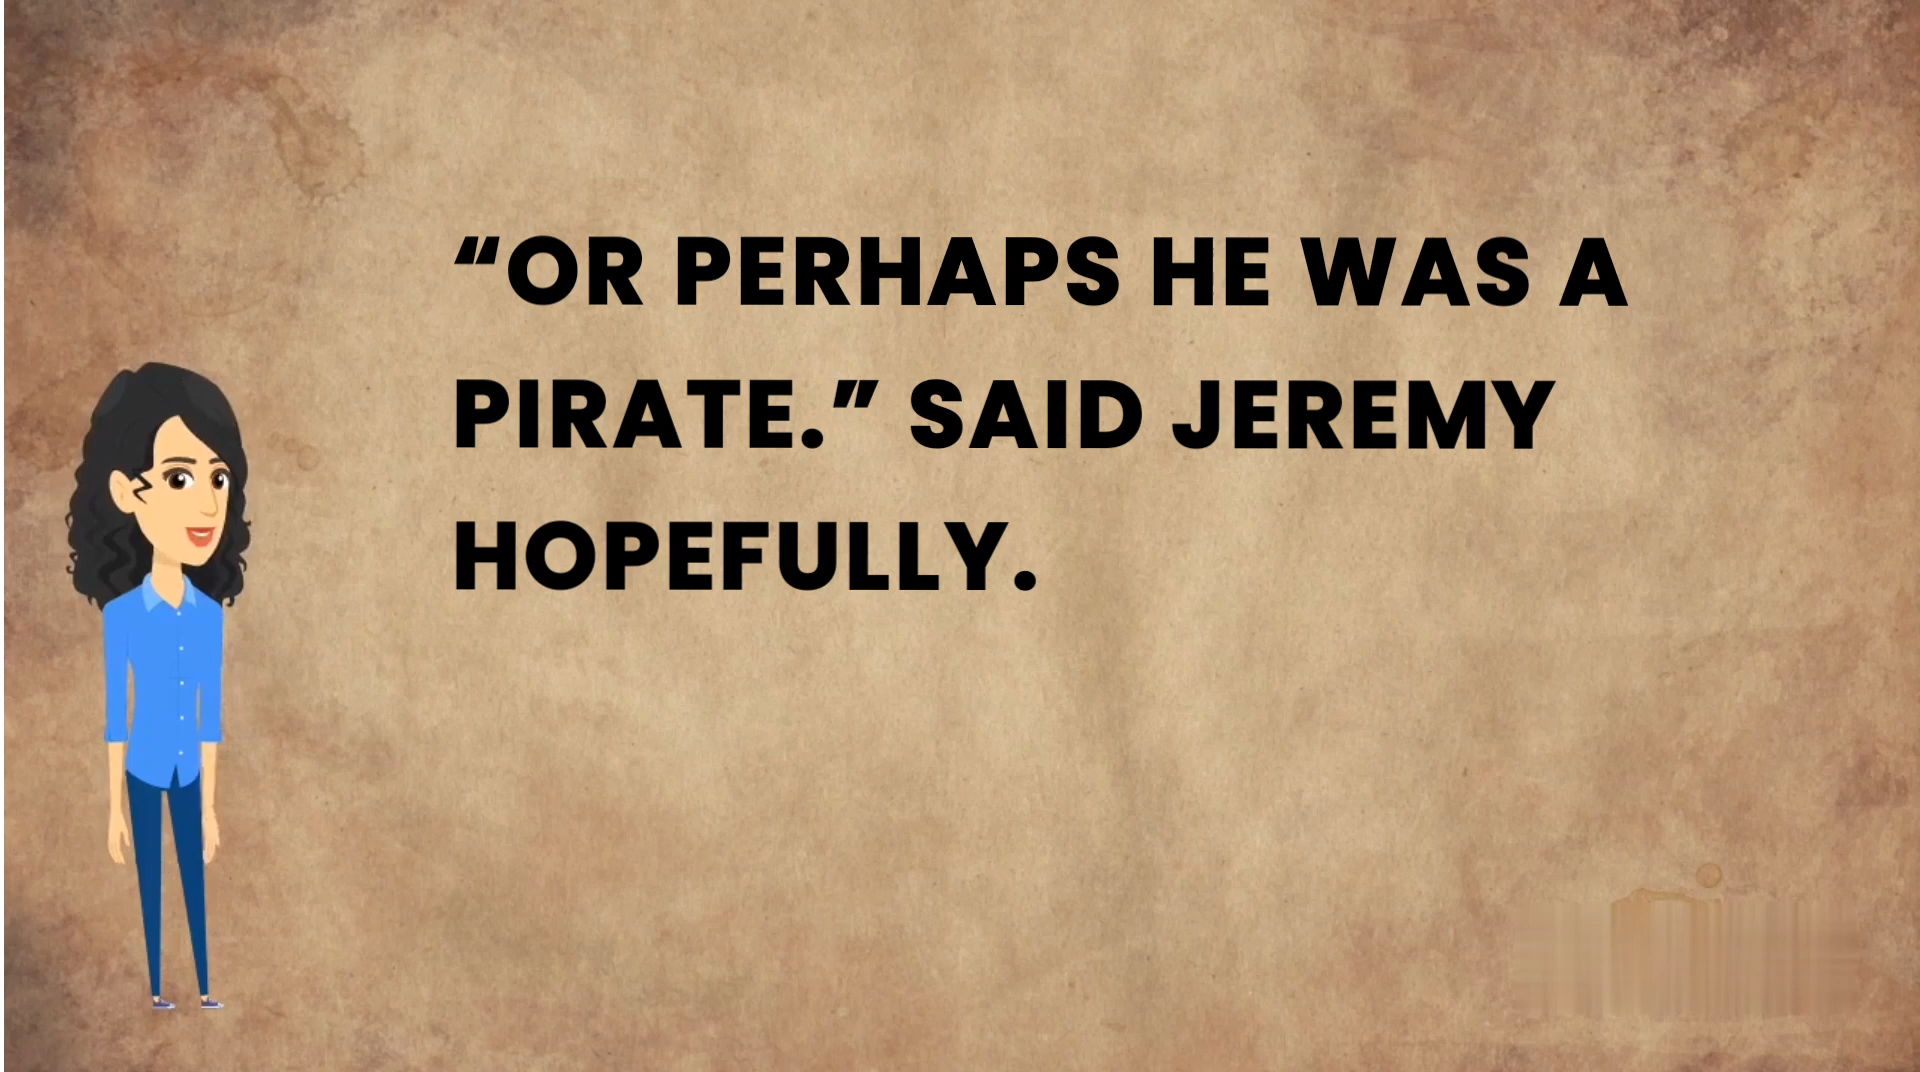 “OR PERHAPS HE WAS A
PIRATE.” SAID JEREMY
HOPEFULLY.